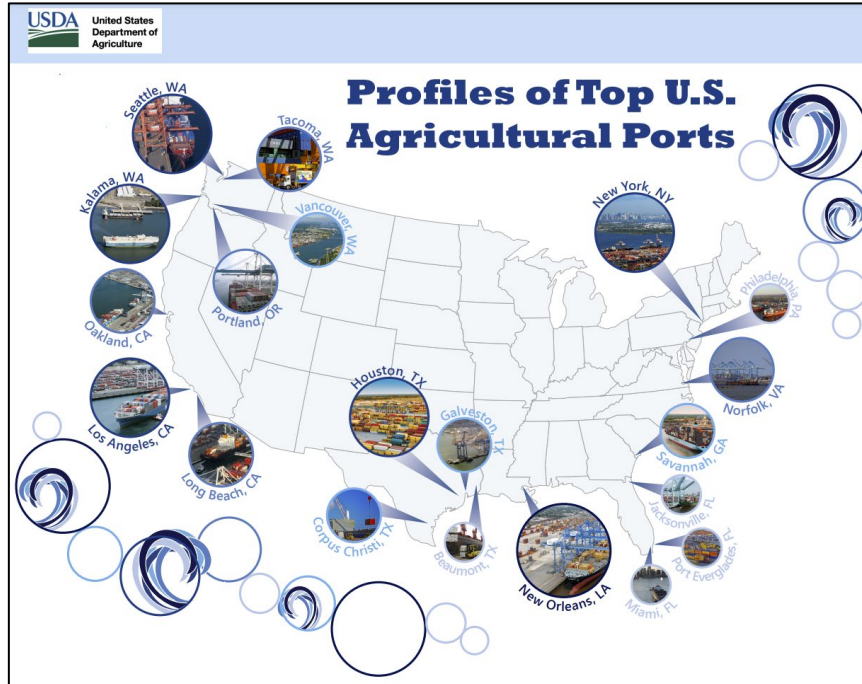 USDA
United States
Department of
Agriculture
Profiles of Top U.S.
Agricultural Ports
Seattle, WA
Tacoma, WA
Kalama, WA
Vancouver, WA
New York, NY
Philadelphia, PA
Oakland, CA
Portland, OR
Houston, TX
Galveston, TX
Norfolk, VA
Los Angeles, CA
Long Beach, CA
Savannah, GA
Corpus Christi, TX
Beaumont, TX
Jacksonville, FL
Port Everglades, FL
New Orleans, LA
Miami, FL